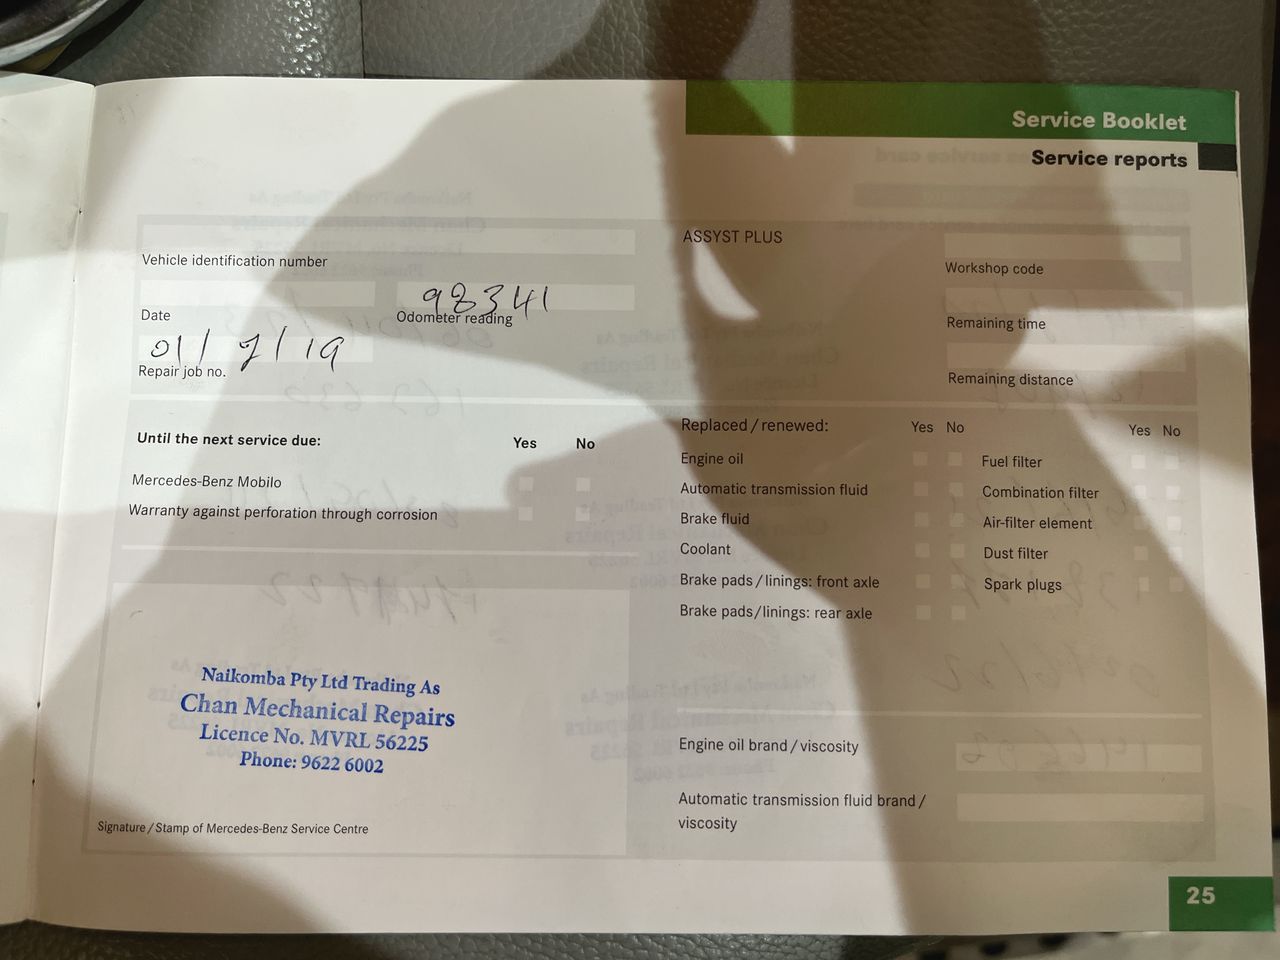 Service Booklet
Service reports
Vehicle identification number
98341
Date
Odometer reading
01/7/19
Repair job no.
ASSYST PLUS
Workshop code
Remaining time
Remaining distance
Until the next service due: Yes No
Mercedes-Benz Mobilo
Warranty against perforation through corrosion
Replaced/renewed: Yes No Yes No
Engine oil Fuel filter
Automatic transmission fluid Combination filter
Brake fluid Air-filter element
Coolant Dust filter
Brake pads/linings: front axle Spark plugs
Brake pads/linings: rear axle
Naikomba Pty Ltd Trading As
Chan Mechanical Repairs
Licence No. MVRL 56225
Phone: 9622 6002
Signature/Stamp of Mercedes-Benz Service Centre
Engine oil brand/viscosity
Automatic transmission fluid brand/
viscosity
25